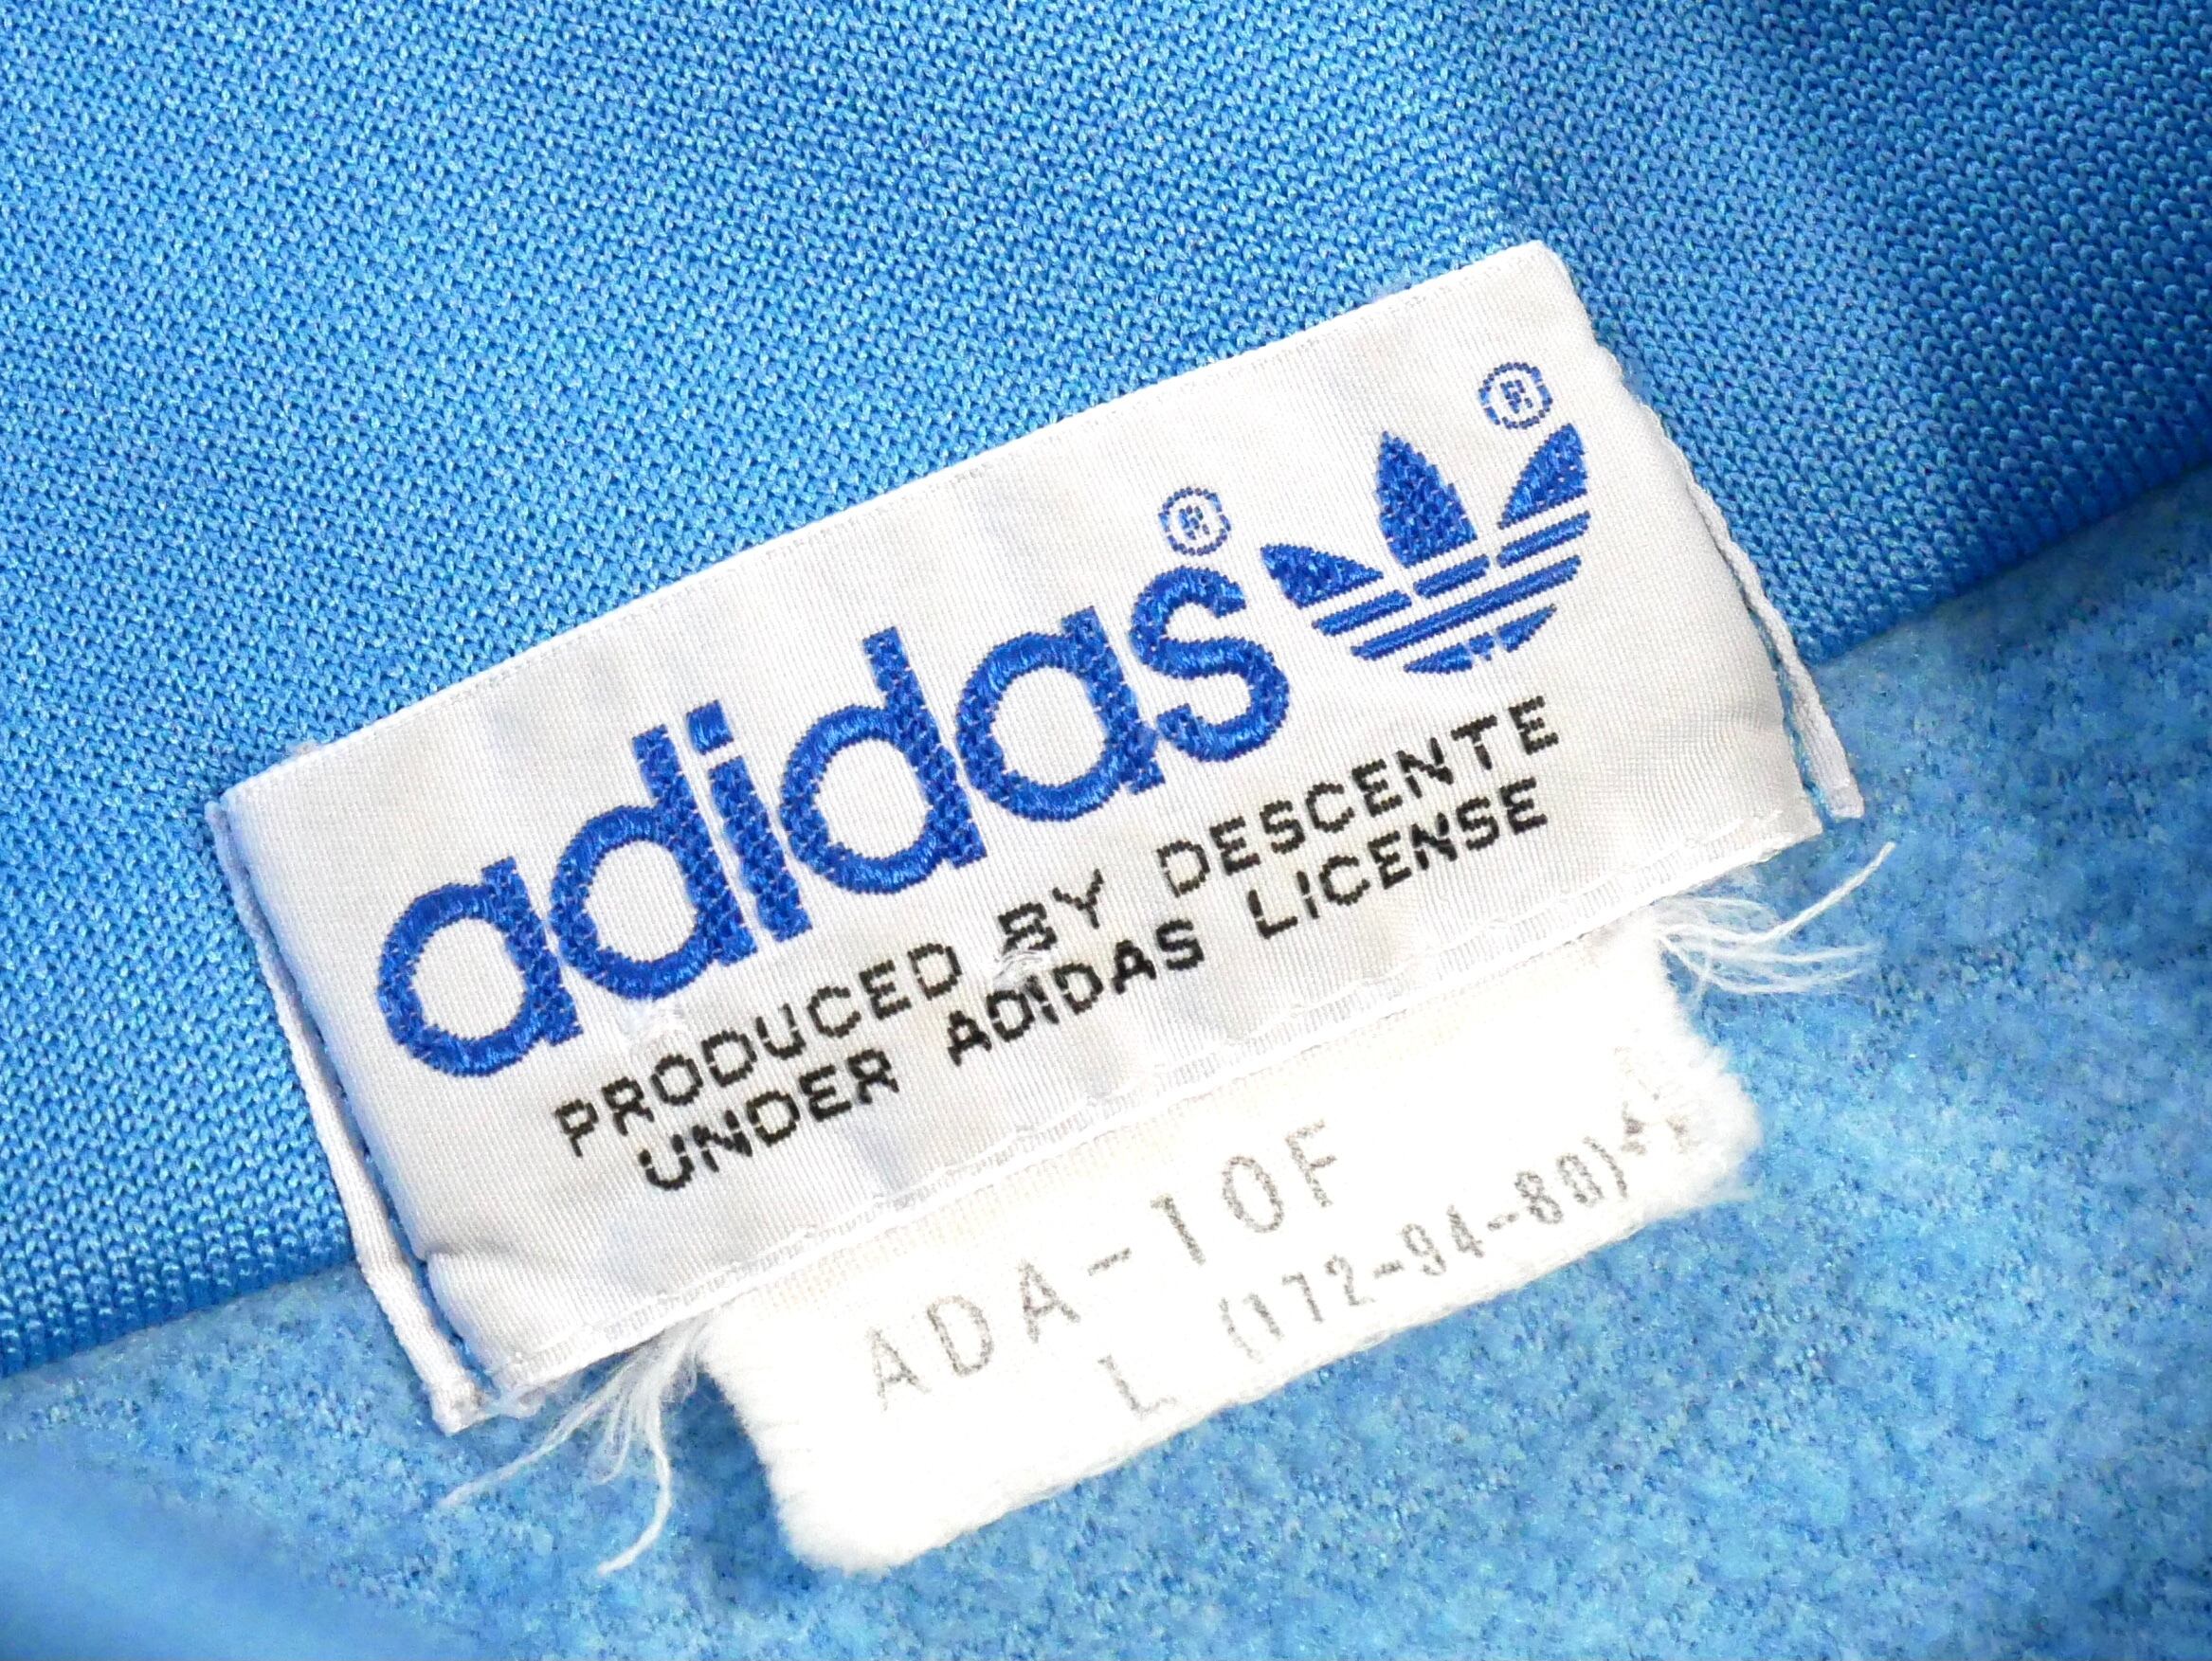 adidas® ®
PRODUCED BY DESCENTE
UNDER ADIDAS LICENSE
ADA-10F
L (172-94-80)